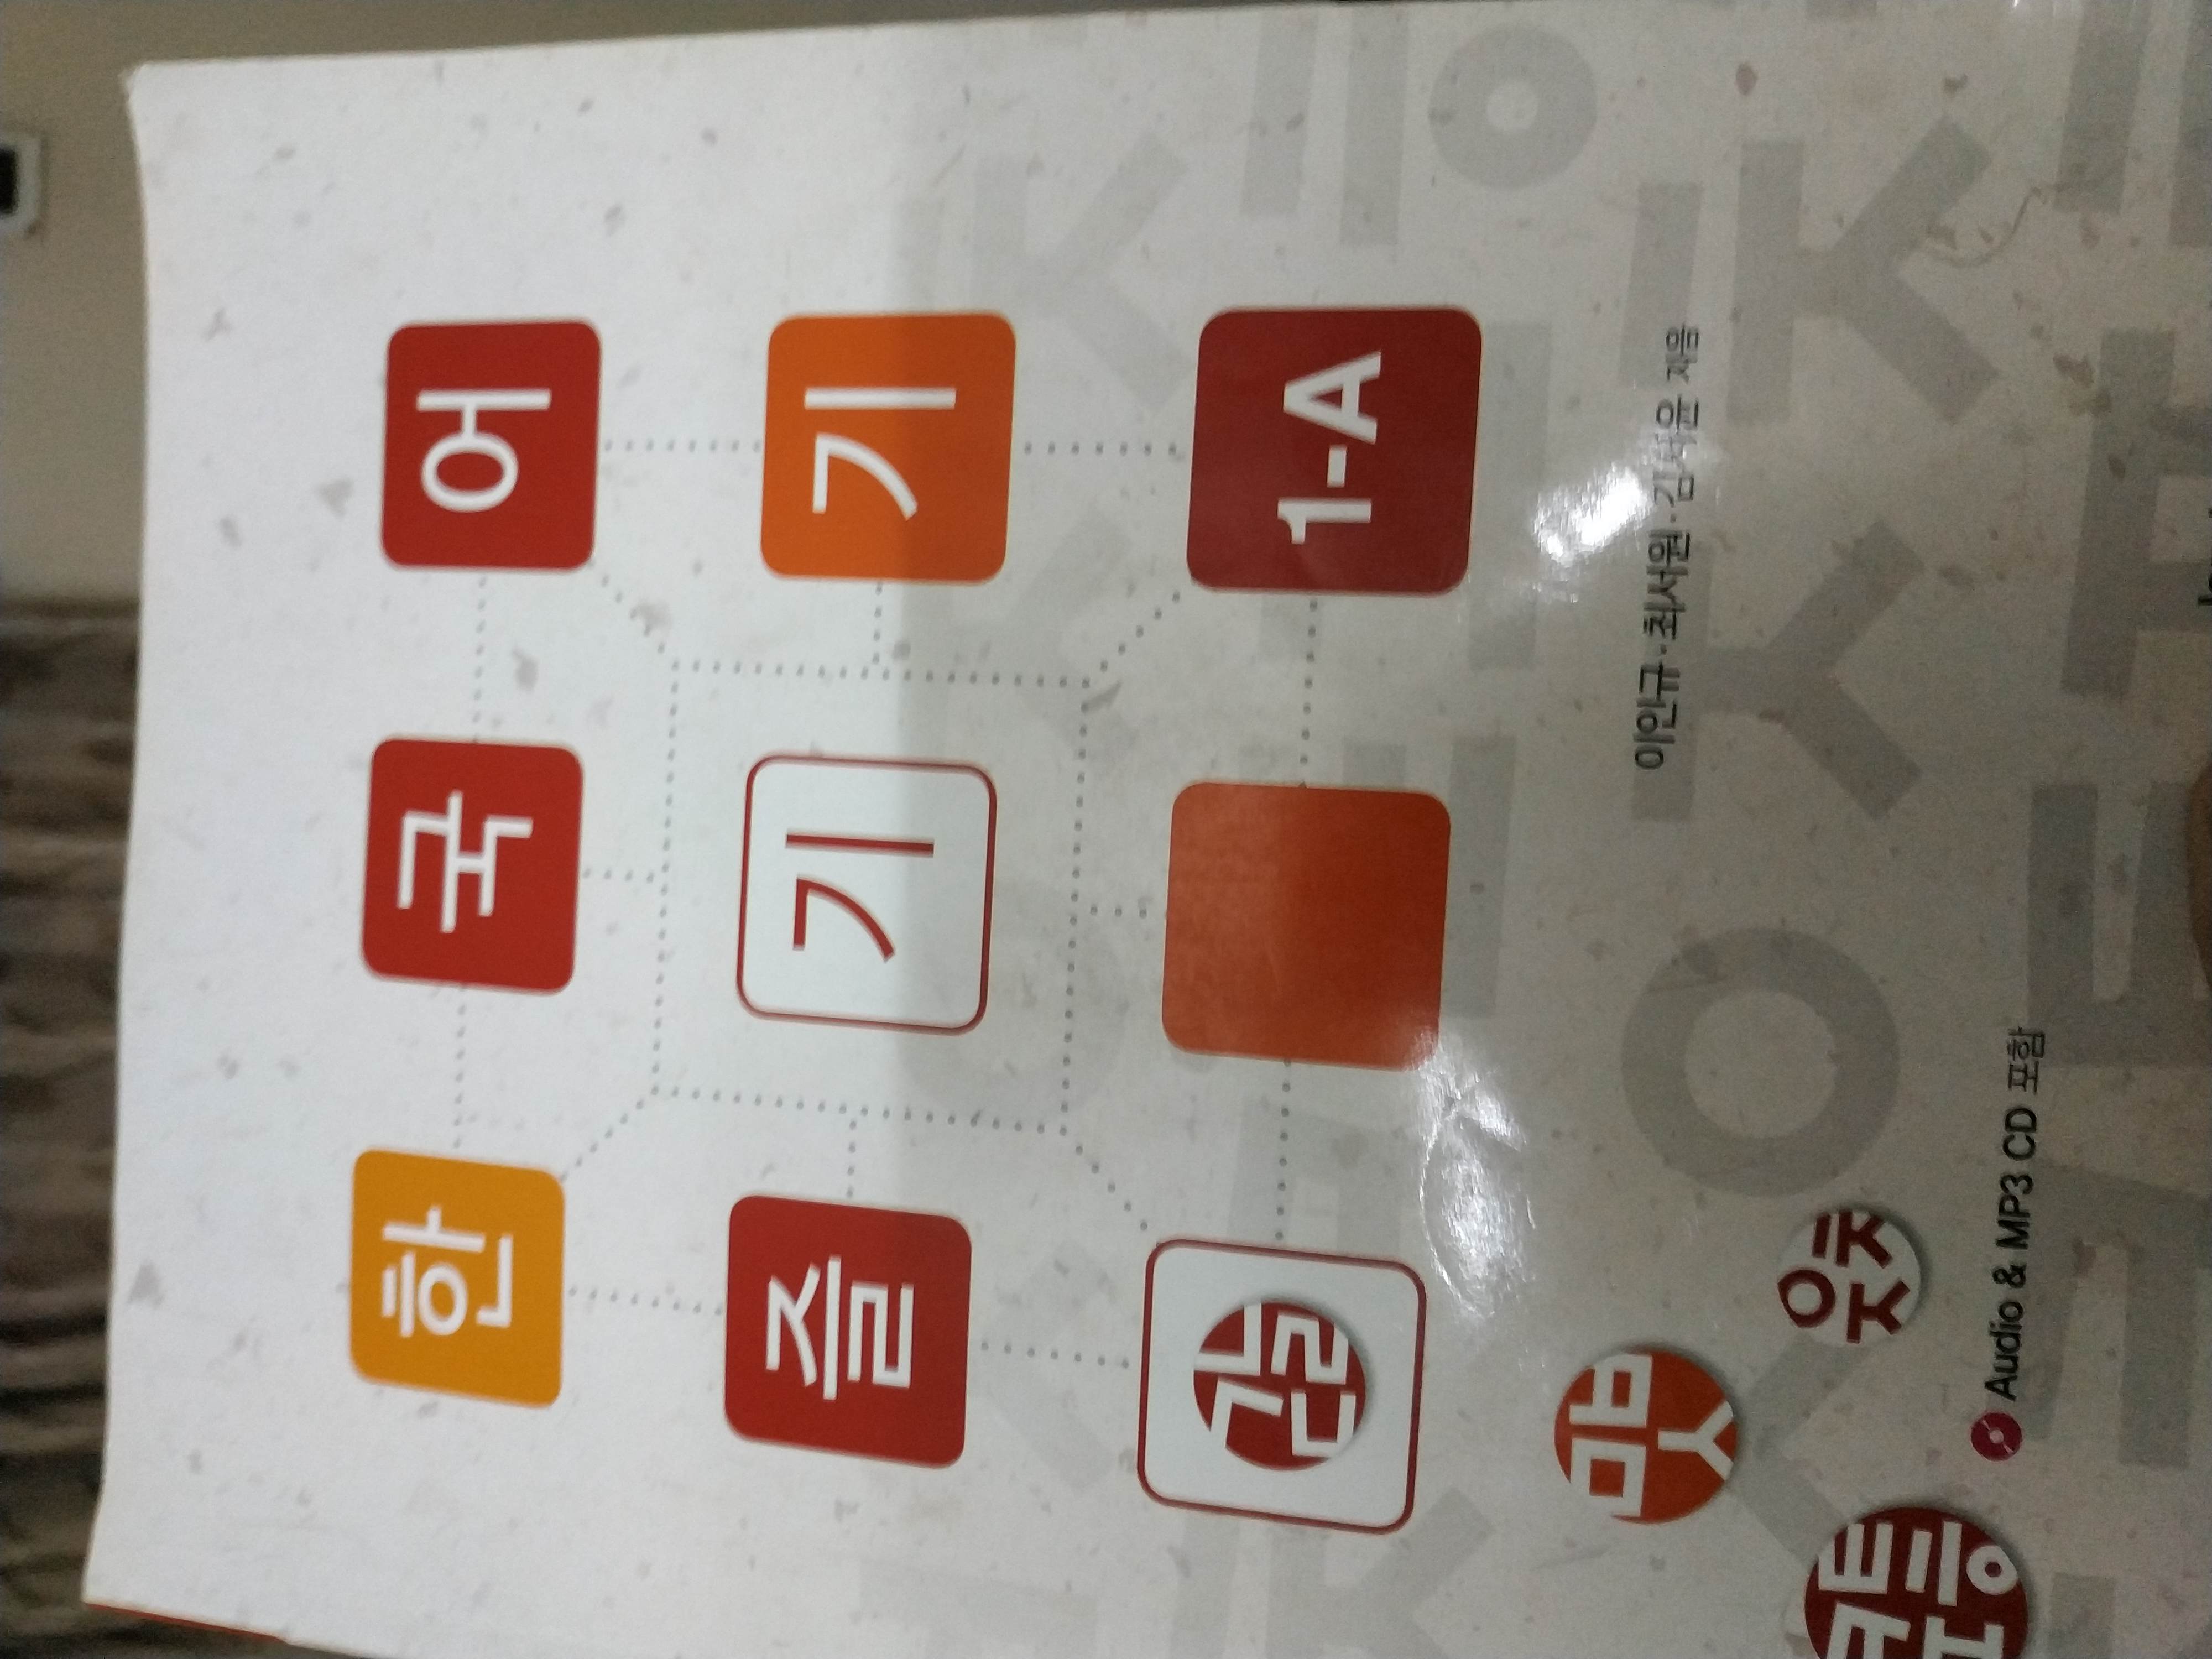 한 국 어
즐 기 기
1-A
이인규·최서원·김서윤 지음
Audio & MP3 CD 포함